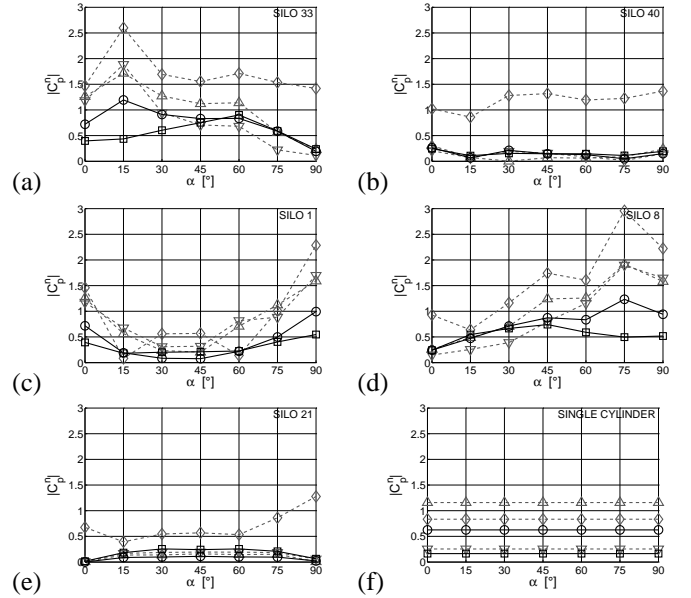 SILO 33
3
2.5
2
1.5
1
0.5
0
|C_p^n|
0 15 30 45 60 75 90
α [°]
(a)
SILO 40
3
2.5
2
1.5
1
0.5
0
|C_p^n|
0 15 30 45 60 75 90
α [°]
(b)
SILO 1
3
2.5
2
1.5
1
0.5
0
|C_p^n|
0 15 30 45 60 75 90
α [°]
(c)
SILO 8
3
2.5
2
1.5
1
0.5
0
|C_p^n|
0 15 30 45 60 75 90
α [°]
(d)
SILO 21
3
2.5
2
1.5
1
0.5
0
|C_p^n|
0 15 30 45 60 75 90
α [°]
(e)
SINGLE CYLINDER
3
2.5
2
1.5
1
0.5
0
|C_p^n|
0 15 30 45 60 75 90
α [°]
(f)